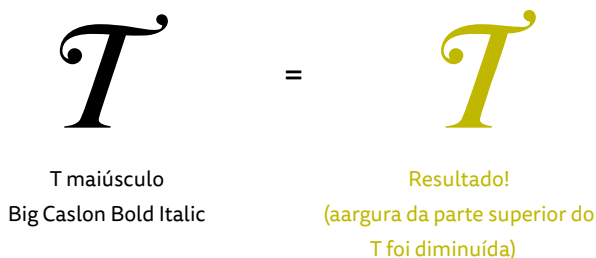 T = T
T maiúsculo
Big Caslon Bold Italic
Resultado!
(aargura da parte superior do
T foi diminuída)